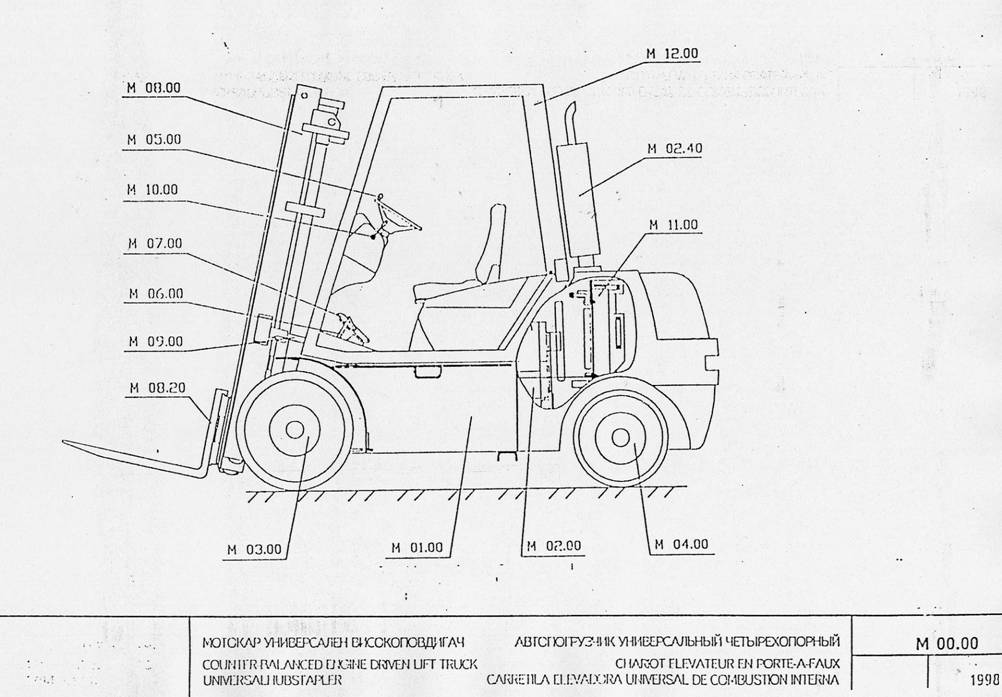 M 12.00
M 08.00
M 05.00
M 02.40
M 10.00
M 11.00
M 07.00
M 06.00
M 09.00
M 08.20
M 03.00
M 01.00
M 02.00
M 04.00
МОТОКАР УНИВЕРСАЛЕН ВИСОКОПОВДИГАЧ
COUNTER BALANCED ENGINE DRIVEN LIFT TRUCK
UNIVERSALHUBSTAPLER
АВТОПОГРУЗЧИК УНИВЕРСАЛЬНЫЙ ЧЕТЫРЕХОПОРНЫЙ
CHARIOT ELEVATEUR EN PORTE-A-FAUX
CARRETILA ELEVADORA UNIVERSAL DE COMBUSTION INTERNA
M 00.00
1998